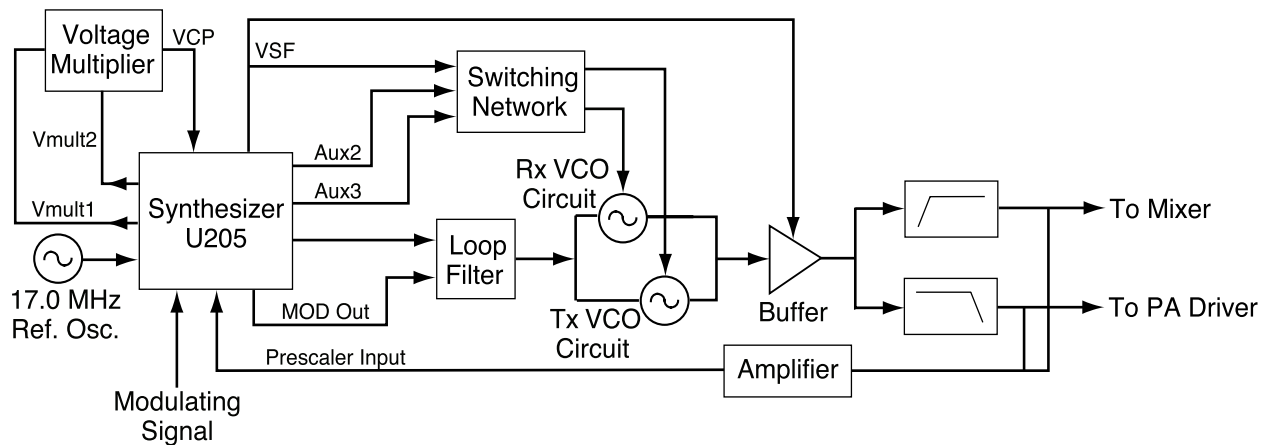 Voltage
Multiplier
VCP
VSF
Switching
Network
Vmult2
Aux2
Aux3
Rx VCO
Circuit
Vmult1
Synthesizer
U205
To Mixer
Loop
Filter
17.0 MHz
Ref. Osc.
MOD Out
Tx VCO
Circuit
Buffer
To PA Driver
Prescaler Input
Amplifier
Modulating
Signal